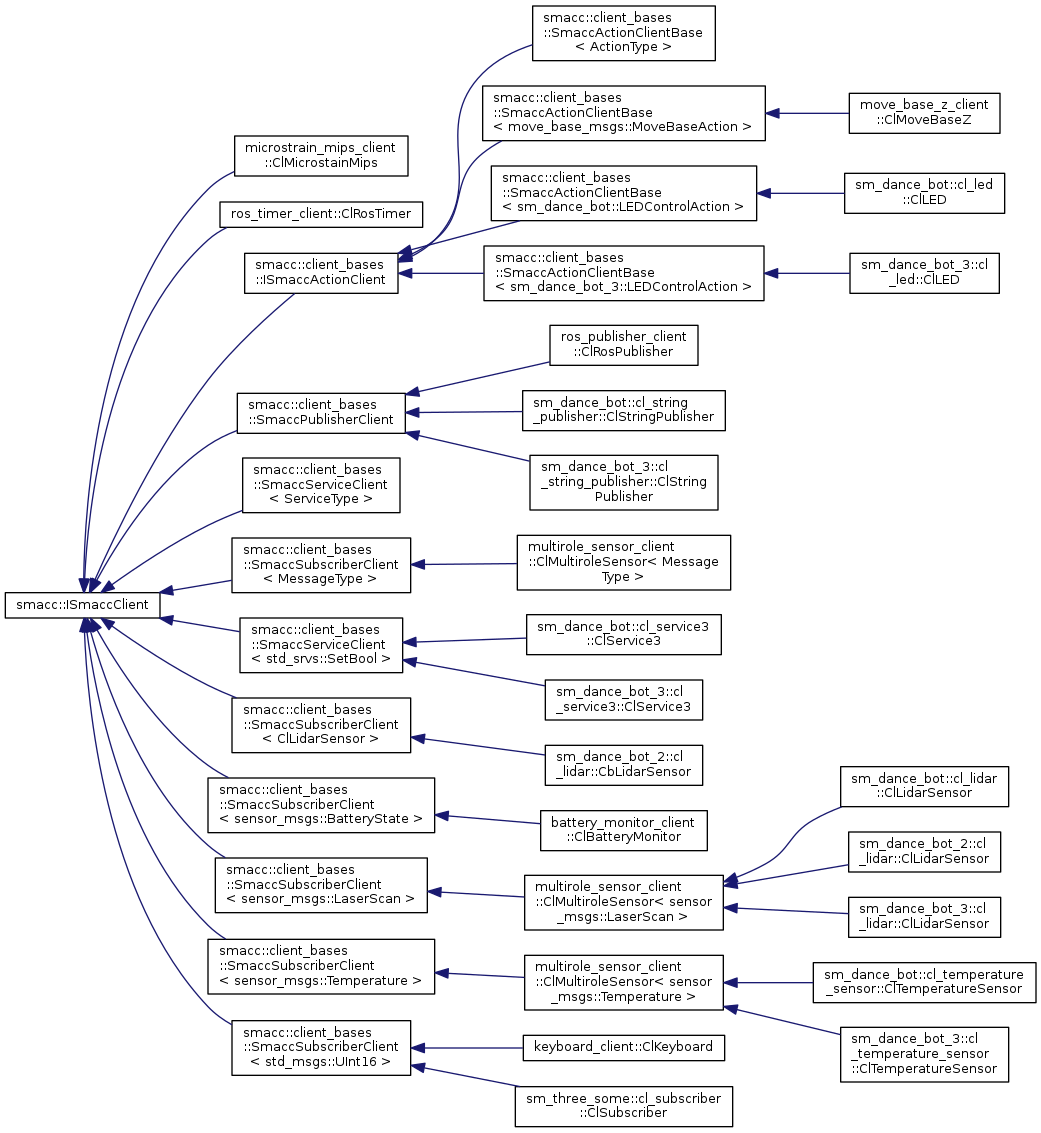 smacc::client_bases
::SmaccActionClientBase
< ActionType >
smacc::client_bases
::SmaccActionClientBase
< move_base_msgs::MoveBaseAction >
move_base_z_client
::ClMoveBaseZ
microstrain_mips_client
::ClMicrostainMips
smacc::client_bases
::SmaccActionClientBase
< sm_dance_bot::LEDControlAction >
sm_dance_bot::cl_led
::ClLED
ros_timer_client::ClRosTimer
smacc::client_bases
::ISmaccActionClient
smacc::client_bases
::SmaccActionClientBase
< sm_dance_bot_3::LEDControlAction >
sm_dance_bot_3::cl
_led::ClLED
ros_publisher_client
::ClRosPublisher
smacc::client_bases
::SmaccPublisherClient
sm_dance_bot::cl_string
_publisher::ClStringPublisher
sm_dance_bot_3::cl
_string_publisher::ClString
Publisher
smacc::client_bases
::SmaccServiceClient
< ServiceType >
smacc::client_bases
::SmaccSubscriberClient
< MessageType >
multirole_sensor_client
::ClMultiroleSensor< Message
Type >
smacc::ISmaccClient
smacc::client_bases
::SmaccServiceClient
< std_srvs::SetBool >
sm_dance_bot::cl_service3
::ClService3
sm_dance_bot_3::cl
_service3::ClService3
smacc::client_bases
::SmaccSubscriberClient
< ClLidarSensor >
sm_dance_bot_2::cl
_lidar::CbLidarSensor
smacc::client_bases
::SmaccSubscriberClient
< sensor_msgs::BatteryState >
battery_monitor_client
::ClBatteryMonitor
sm_dance_bot::cl_lidar
::ClLidarSensor
smacc::client_bases
::SmaccSubscriberClient
< sensor_msgs::LaserScan >
multirole_sensor_client
::ClMultiroleSensor< sensor
_msgs::LaserScan >
sm_dance_bot_2::cl
_lidar::ClLidarSensor
sm_dance_bot_3::cl
_lidar::ClLidarSensor
smacc::client_bases
::SmaccSubscriberClient
< sensor_msgs::Temperature >
multirole_sensor_client
::ClMultiroleSensor< sensor
_msgs::Temperature >
sm_dance_bot::cl_temperature
_sensor::ClTemperatureSensor
sm_dance_bot_3::cl
_temperature_sensor
::ClTemperatureSensor
smacc::client_bases
::SmaccSubscriberClient
< std_msgs::UInt16 >
keyboard_client::ClKeyboard
sm_three_some::cl_subscriber
::ClSubscriber